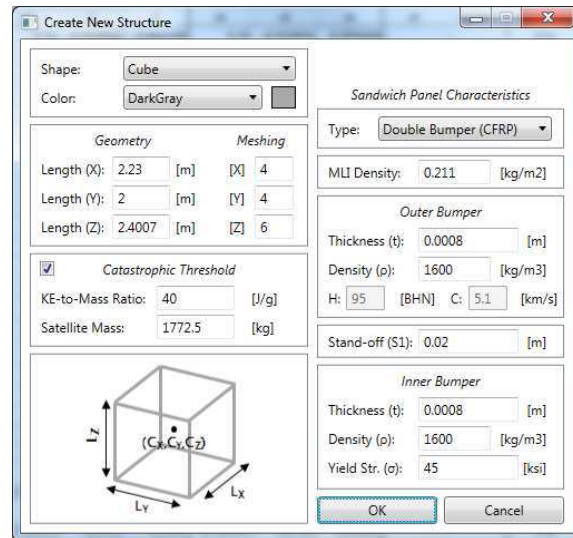 Create New Structure
Shape: Cube
Color: DarkGray
Geometry Meshing
Length (X): 2.23 [m] [X] 4
Length (Y): 2 [m] [Y] 4
Length (Z): 2.4007 [m] [Z] 6
Catastrophic Threshold
KE-to-Mass Ratio: 40 [J/g]
Satellite Mass: 1772.5 [kg]
LZ
(CX,CY,CZ)
LY
LX
Sandwich Panel Characteristics
Type: Double Bumper (CFRP)
MLI Density: 0.211 [kg/m2]
Outer Bumper
Thickness (t): 0.0008 [m]
Density (ρ): 1600 [kg/m3]
H: 95 [BHN] C: 5.1 [km/s]
Stand-off (S1): 0.02 [m]
Inner Bumper
Thickness (t): 0.0008 [m]
Density (ρ): 1600 [kg/m3]
Yield Str. (σ): 45 [ksi]
OK Cancel